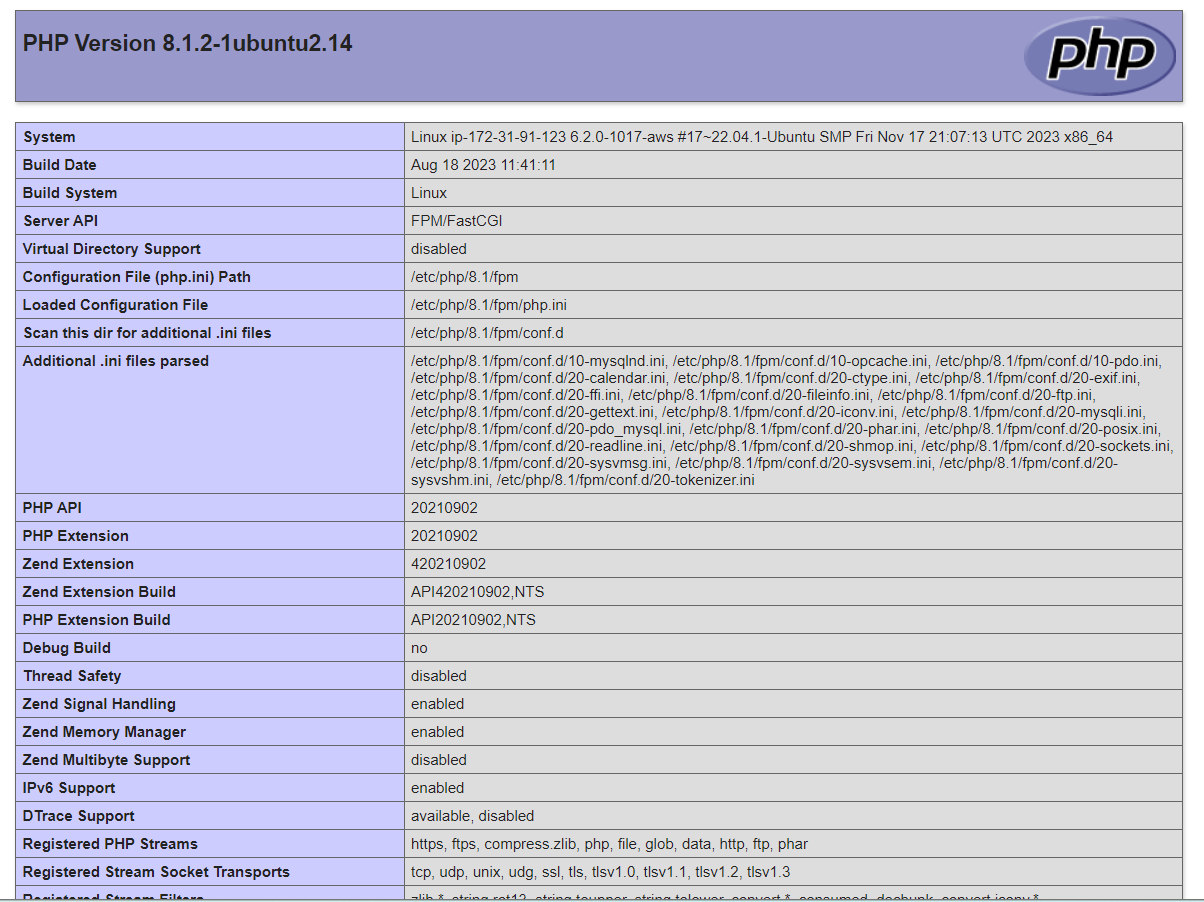 PHP Version 8.1.2-1ubuntu2.14
php
System Linux ip-172-31-91-123 6.2.0-1017-aws #17~22.04.1-Ubuntu SMP Fri Nov 17 21:07:13 UTC 2023 x86_64
Build Date Aug 18 2023 11:41:11
Build System Linux
Server API FPM/FastCGI
Virtual Directory Support disabled
Configuration File (php.ini) Path /etc/php/8.1/fpm
Loaded Configuration File /etc/php/8.1/fpm/php.ini
Scan this dir for additional .ini files /etc/php/8.1/fpm/conf.d
Additional .ini files parsed /etc/php/8.1/fpm/conf.d/10-mysqlnd.ini, /etc/php/8.1/fpm/conf.d/10-opcache.ini, /etc/php/8.1/fpm/conf.d/10-pdo.ini,
/etc/php/8.1/fpm/conf.d/20-calendar.ini, /etc/php/8.1/fpm/conf.d/20-ctype.ini, /etc/php/8.1/fpm/conf.d/20-exif.ini,
/etc/php/8.1/fpm/conf.d/20-ffi.ini, /etc/php/8.1/fpm/conf.d/20-fileinfo.ini, /etc/php/8.1/fpm/conf.d/20-ftp.ini,
/etc/php/8.1/fpm/conf.d/20-gettext.ini, /etc/php/8.1/fpm/conf.d/20-iconv.ini, /etc/php/8.1/fpm/conf.d/20-mysqli.ini,
/etc/php/8.1/fpm/conf.d/20-pdo_mysql.ini, /etc/php/8.1/fpm/conf.d/20-phar.ini, /etc/php/8.1/fpm/conf.d/20-posix.ini,
/etc/php/8.1/fpm/conf.d/20-readline.ini, /etc/php/8.1/fpm/conf.d/20-shmop.ini, /etc/php/8.1/fpm/conf.d/20-sockets.ini,
/etc/php/8.1/fpm/conf.d/20-sysvmsg.ini, /etc/php/8.1/fpm/conf.d/20-sysvsem.ini, /etc/php/8.1/fpm/conf.d/20-
sysvshm.ini, /etc/php/8.1/fpm/conf.d/20-tokenizer.ini
PHP API 20210902
PHP Extension 20210902
Zend Extension 420210902
Zend Extension Build API420210902,NTS
PHP Extension Build API20210902,NTS
Debug Build no
Thread Safety disabled
Zend Signal Handling enabled
Zend Memory Manager enabled
Zend Multibyte Support disabled
IPv6 Support enabled
DTrace Support available, disabled
Registered PHP Streams https, ftps, compress.zlib, php, file, glob, data, http, ftp, phar
Registered Stream Socket Transports tcp, udp, unix, udg, ssl, tls, tlsv1.0, tlsv1.1, tlsv1.2, tlsv1.3
Registered Stream Filters zlib.*, string.rot13, string.toupper, string.tolower, convert.*, consumed, dechunk, convert.iconv.*